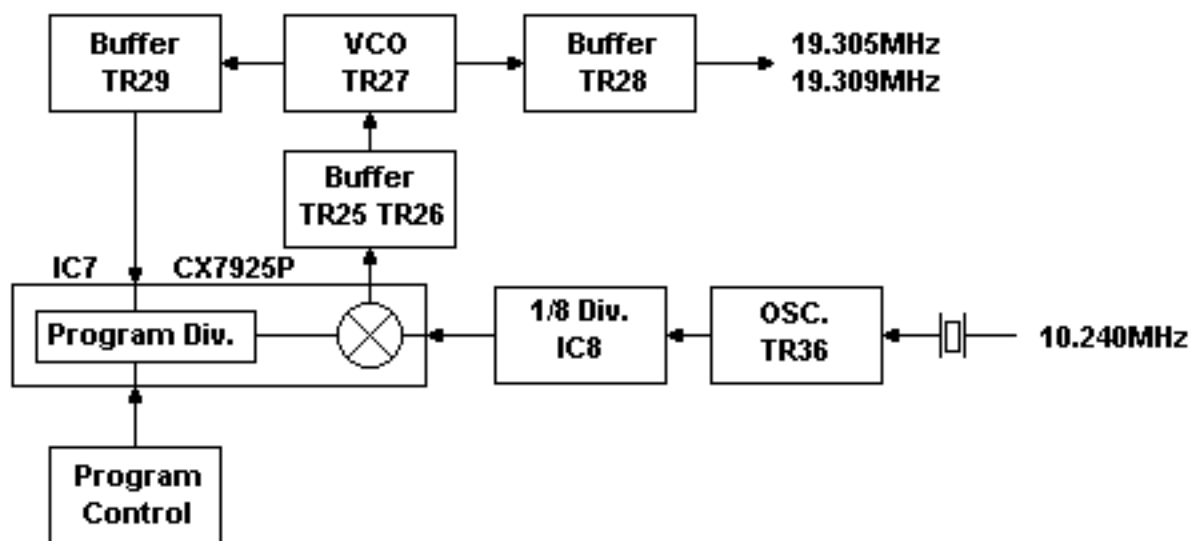 Buffer
TR29
VCO
TR27
Buffer
TR28
19.305MHz
19.309MHz
Buffer
TR25 TR26
IC7 CX7925P
Program Div.
1/8 Div.
IC8
OSC.
TR36
10.240MHz
Program
Control